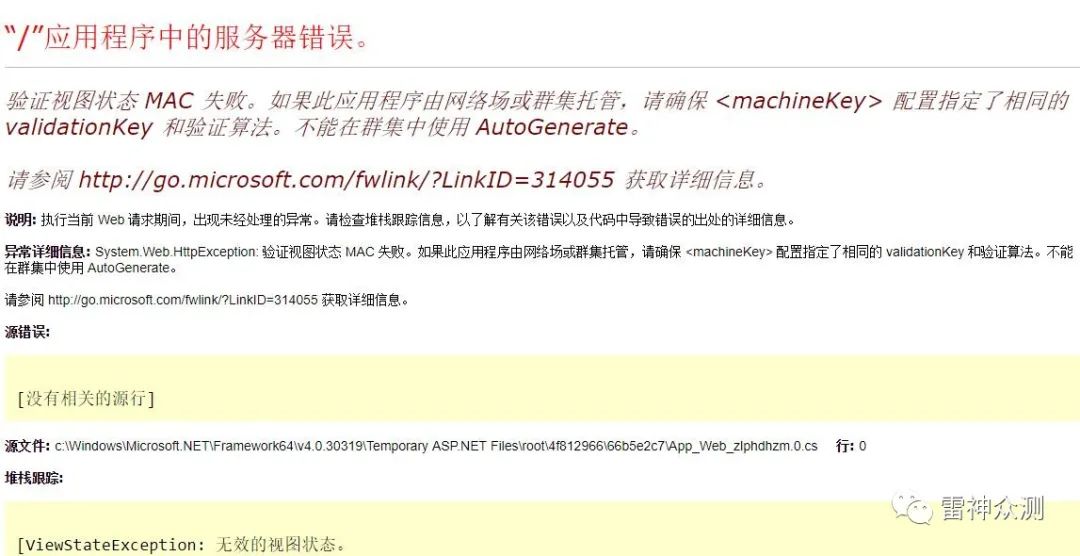 “/”应用程序中的服务器错误。
验证视图状态 MAC 失败。如果此应用程序由网络场或群集托管，请确保 <machineKey> 配置指定了相同的
validationKey 和验证算法。不能在群集中使用 AutoGenerate。
请参阅 http://go.microsoft.com/fwlink/?LinkID=314055 获取详细信息。
说明: 执行当前 Web 请求期间，出现未经处理的异常。请检查堆栈跟踪信息，以了解有关该错误以及代码中导致错误的出处的详细信息。
异常详细信息: System.Web.HttpException: 验证视图状态 MAC 失败。如果此应用程序由网络场或群集托管，请确保 <machineKey> 配置指定了相同的 validationKey 和验证算法。不能
在群集中使用 AutoGenerate。
请参阅 http://go.microsoft.com/fwlink/?LinkID=314055 获取详细信息。
源错误:
[没有相关的源行]
源文件: c:\Windows\Microsoft.NET\Framework64\v4.0.30319\Temporary ASP.NET Files\root\4f812966\66b5e2c7\App_Web_zlphdhzm.0.cs 行: 0
堆栈跟踪:
雷神众测
[ViewStateException: 无效的视图状态。